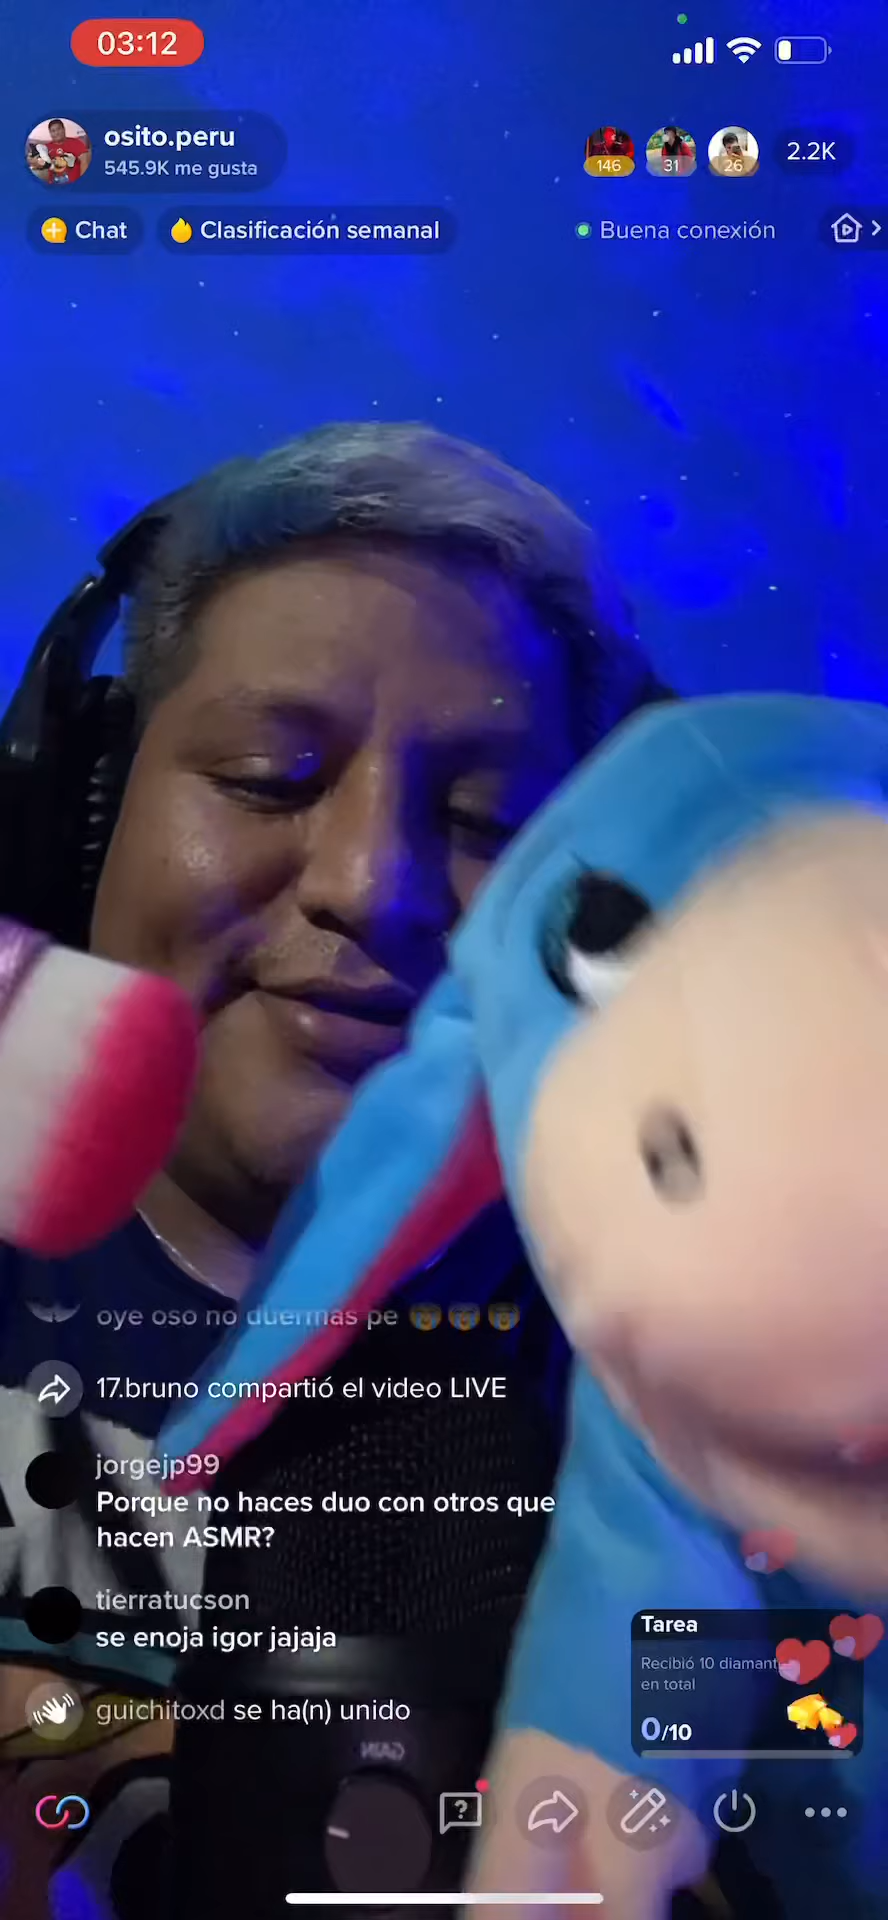 03:12
osito.peru
545.9K me gusta
146
31
26
2.2K
Chat
Clasificación semanal
Buena conexión
oye oso no duermas pe 😭😭😭
17.bruno compartió el video LIVE
jorgejp99
Porque no haces duo con otros que
hacen ASMR?
tierratucson
se enoja igor jajaja
guichitoxd se ha(n) unido
Tarea
Recibió 10 diamant
en total
0/10
GAIN
?